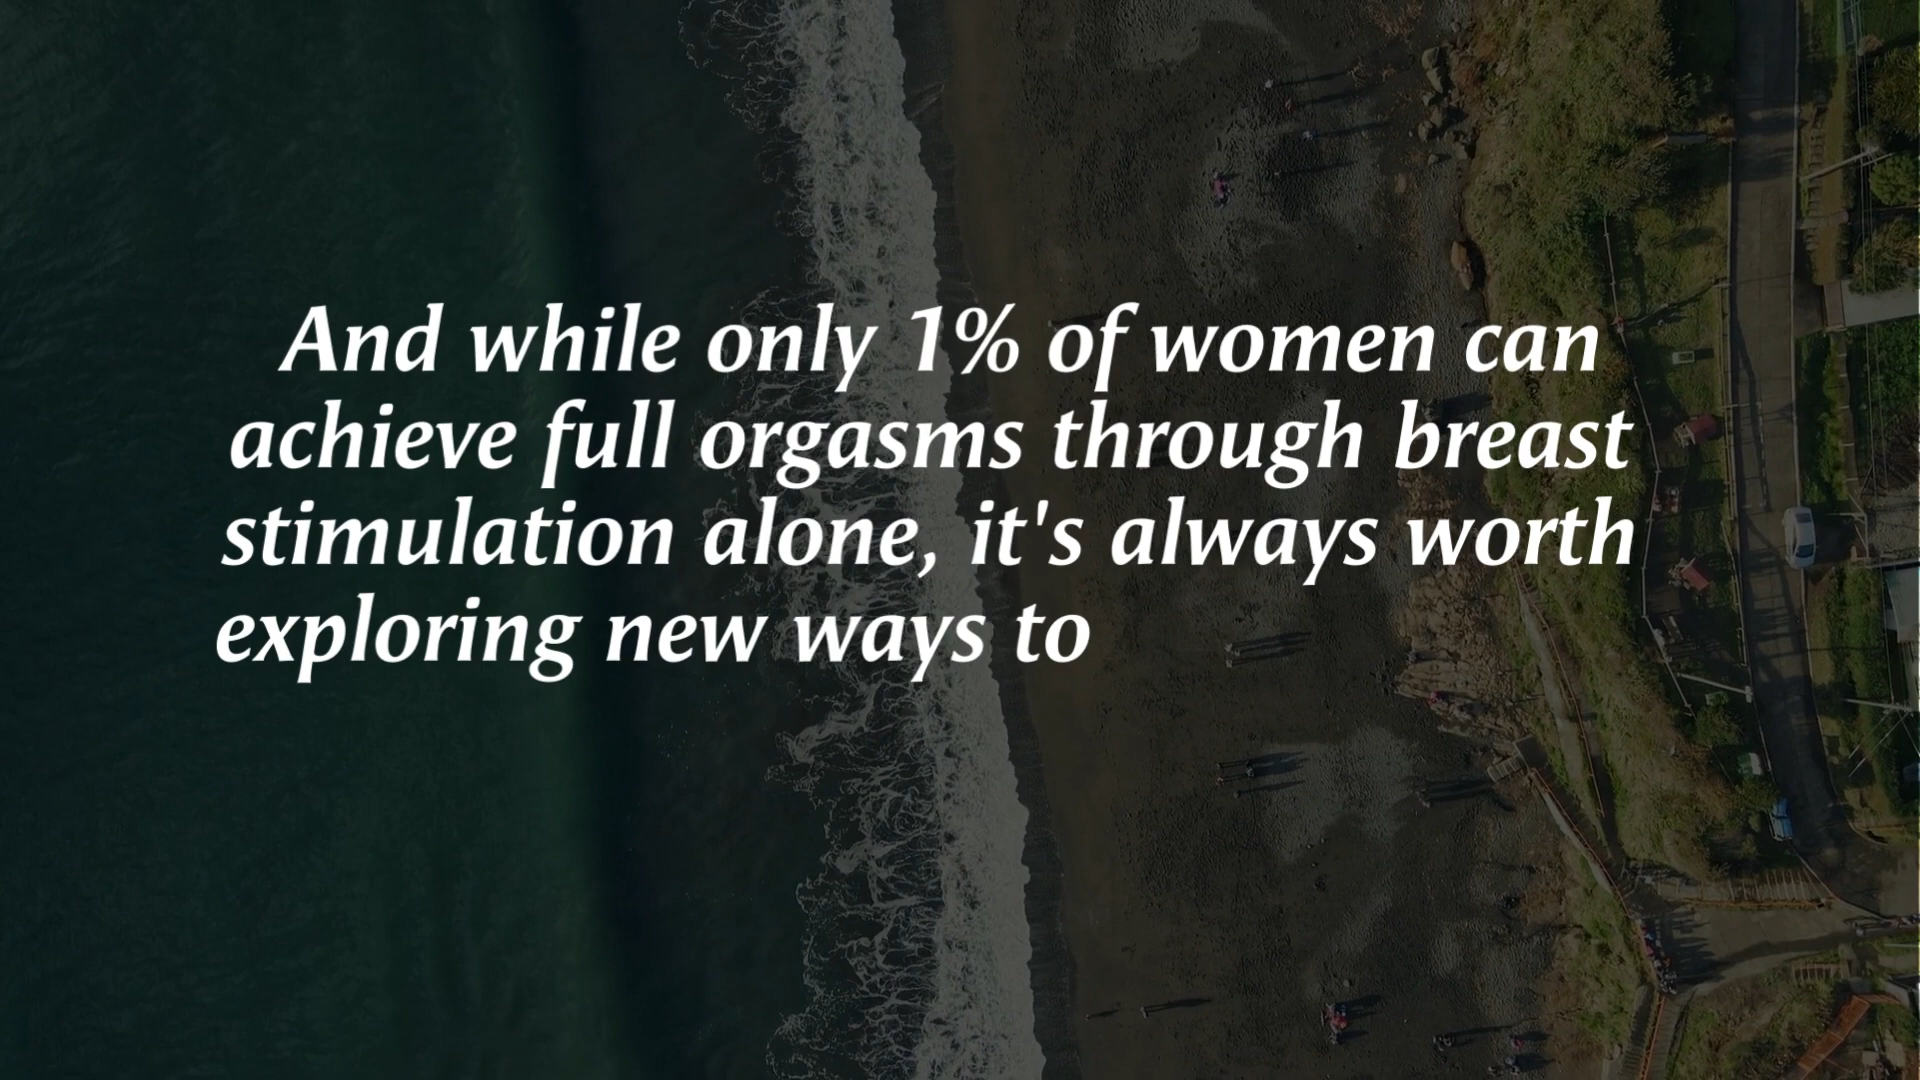 And while only 1% of women can
achieve full orgasms through breast
stimulation alone, it's always worth
exploring new ways to